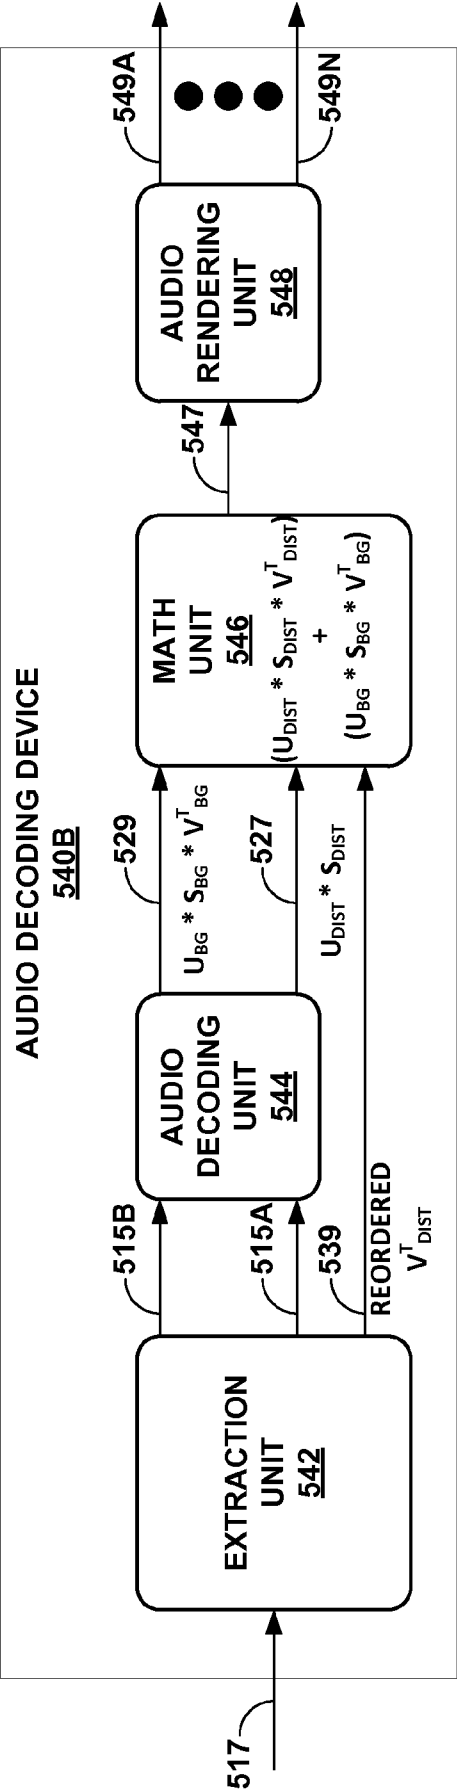 AUDIO DECODING DEVICE
540B
517
EXTRACTION
UNIT
542
515B
515A
539
REORDERED
V^T_DIST
AUDIO
DECODING
UNIT
544
529
U_BG * S_BG * V^T_BG
527
U_DIST * S_DIST
MATH
UNIT
546
(U_DIST * S_DIST * V^T_DIST)
+
(U_BG * S_BG * V^T_BG)
547
AUDIO
RENDERING
UNIT
548
549A
549N